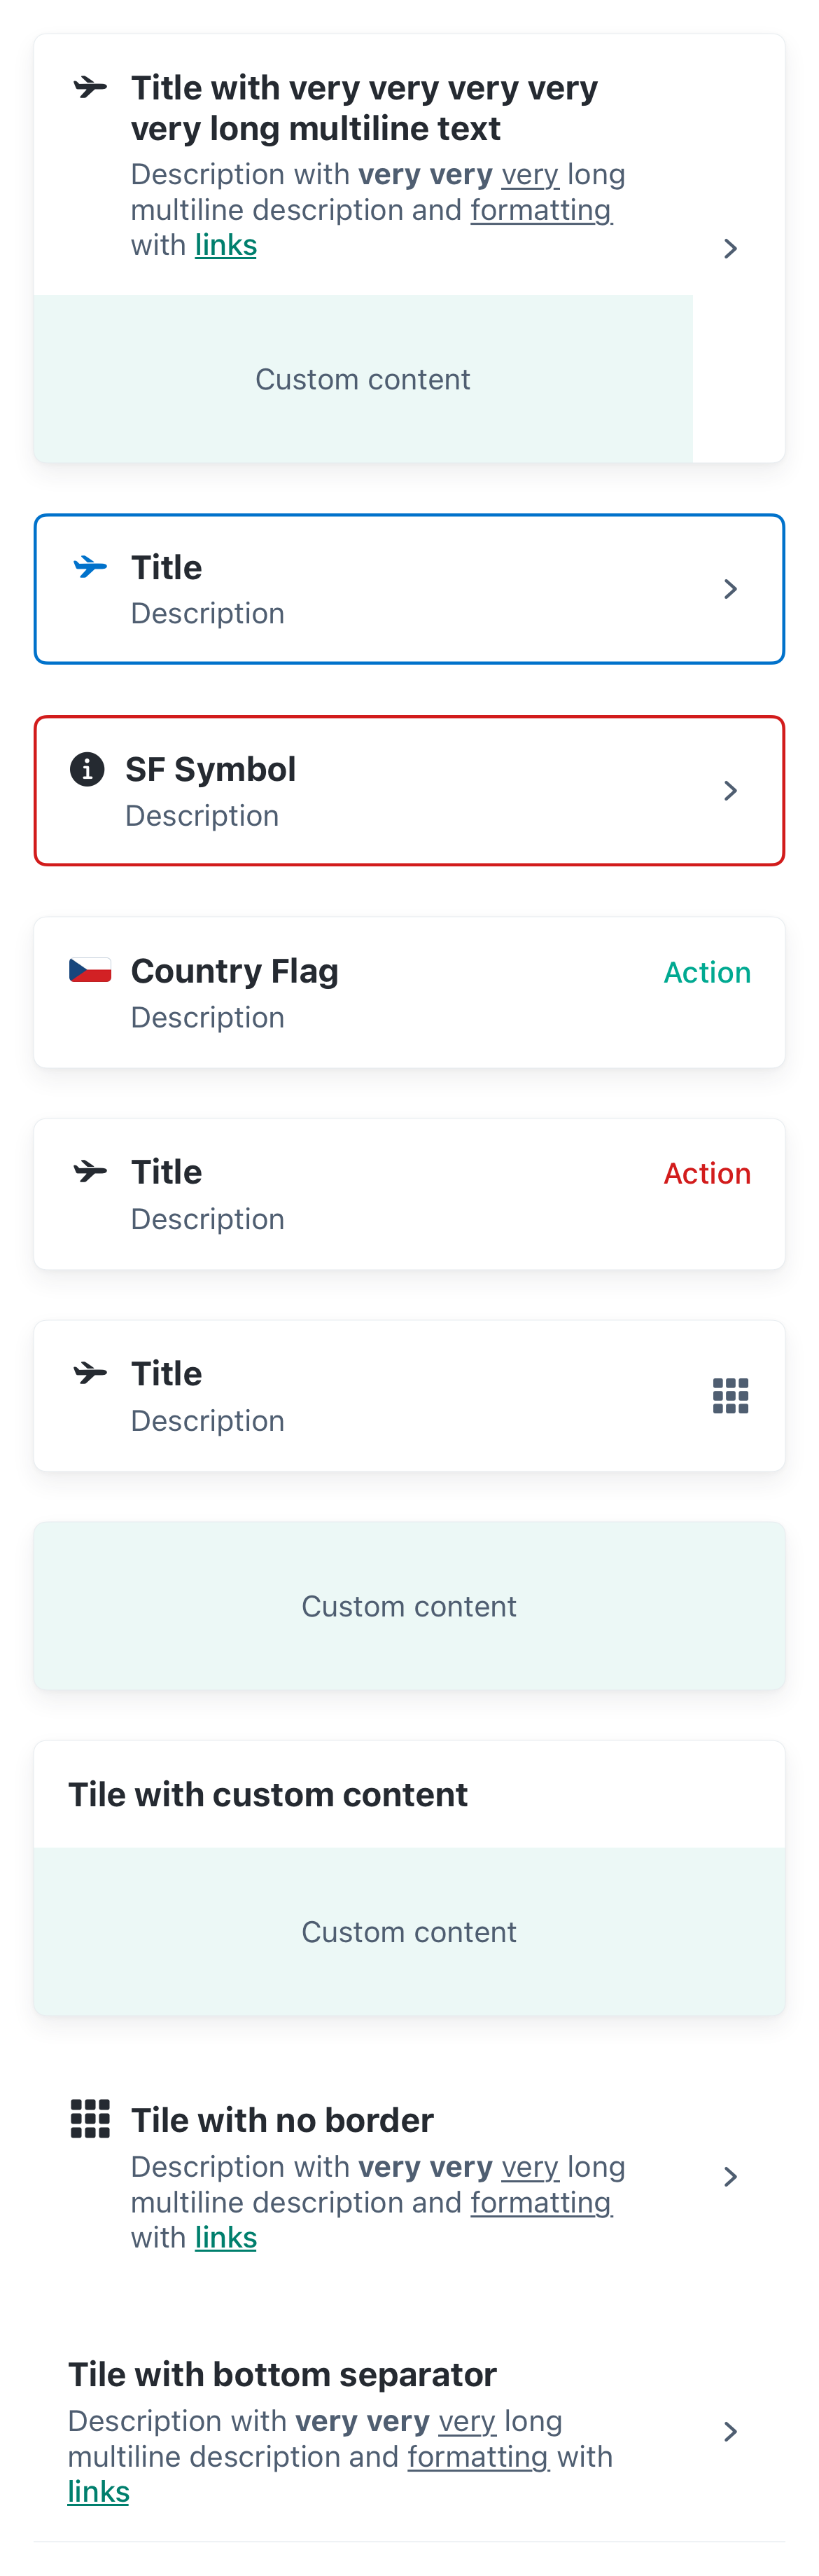 Title with very very very very
very long multiline text
Description with very very very long
multiline description and formatting
with links
Custom content
Title
Description
SF Symbol
Description
Country Flag
Action
Description
Title
Action
Description
Title
Description
Custom content
Tile with custom content
Custom content
Tile with no border
Description with very very very long
multiline description and formatting
with links
Tile with bottom separator
Description with very very very long
multiline description and formatting with
links